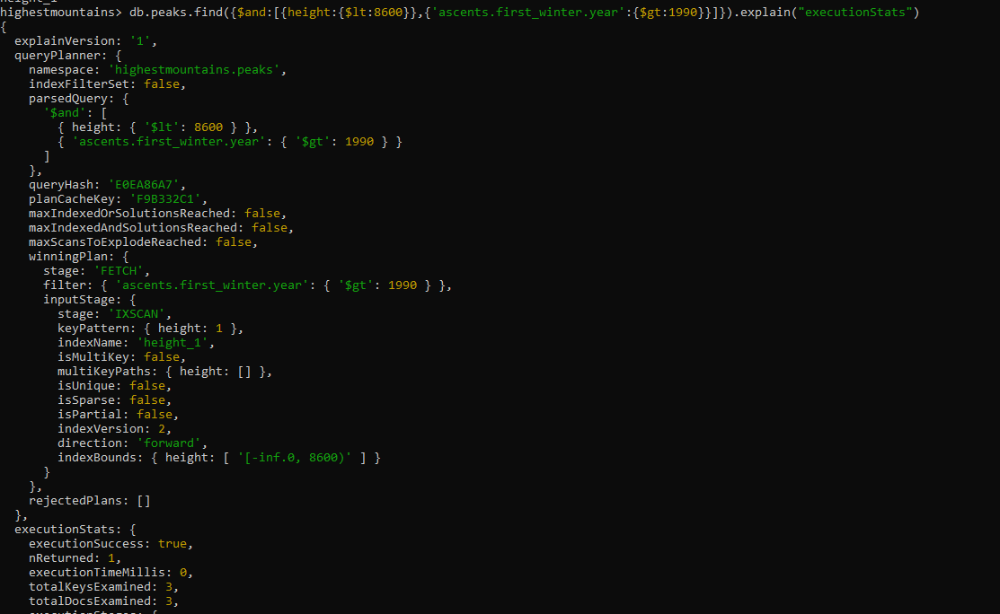 height_1
highestmountains> db.peaks.find({$and:[{height:{$lt:8600}},{'ascents.first_winter.year':{$gt:1990}}]}).explain("executionStats")
{
  explainVersion: '1',
  queryPlanner: {
    namespace: 'highestmountains.peaks',
    indexFilterSet: false,
    parsedQuery: {
      '$and': [
        { height: { '$lt': 8600 } },
        { 'ascents.first_winter.year': { '$gt': 1990 } }
      ]
    },
    queryHash: 'E0EA86A7',
    planCacheKey: 'F9B332C1',
    maxIndexedOrSolutionsReached: false,
    maxIndexedAndSolutionsReached: false,
    maxScansToExplodeReached: false,
    winningPlan: {
      stage: 'FETCH',
      filter: { 'ascents.first_winter.year': { '$gt': 1990 } },
      inputStage: {
        stage: 'IXSCAN',
        keyPattern: { height: 1 },
        indexName: 'height_1',
        isMultiKey: false,
        multiKeyPaths: { height: [] },
        isUnique: false,
        isSparse: false,
        isPartial: false,
        indexVersion: 2,
        direction: 'forward',
        indexBounds: { height: [ '[-inf.0, 8600)' ] }
      }
    },
    rejectedPlans: []
  },
  executionStats: {
    executionSuccess: true,
    nReturned: 1,
    executionTimeMillis: 0,
    totalKeysExamined: 3,
    totalDocsExamined: 3,
    executionStages: {